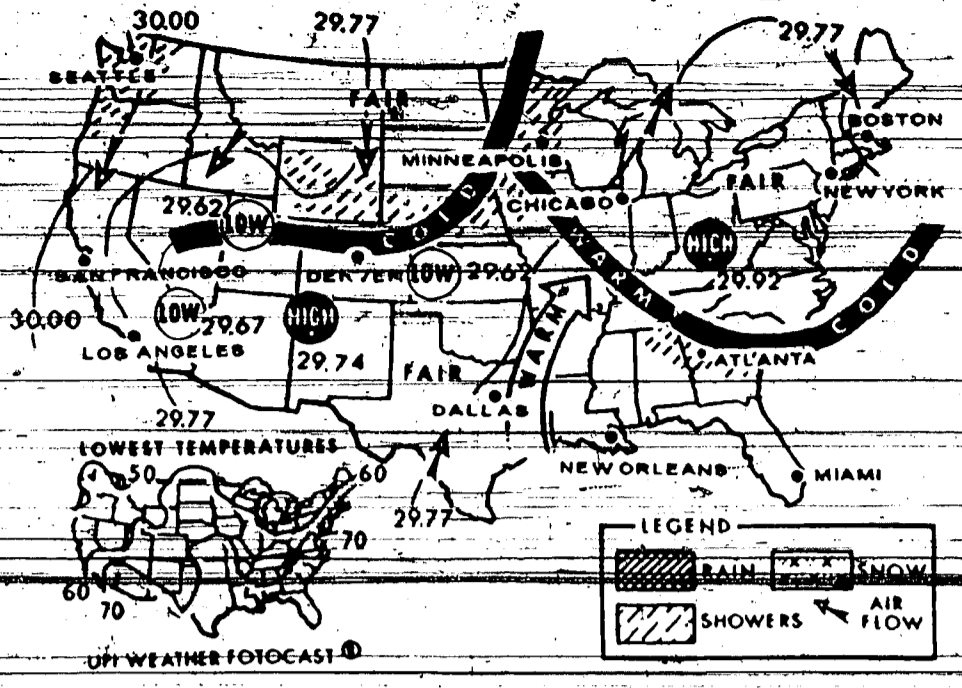 30.00 29.77 29.77
SEATTLE
FAIR
BOSTON
MINNEAPOLIS
FAIR
NEW YORK
CHICAGO
COLD
29.62 LOW
HIGH
WARM
COLD
SAN FRANCISCO
DENVER LOW 29.62
29.92
30.00
LOW 29.67
HIGH
WARM
LOS ANGELES
29.74
ATLANTA
FAIR
DALLAS
29.77
LOWEST TEMPERATURES
NEW ORLEANS
MIAMI
50 60
29.77
70
60
70
LEGEND
RAIN SNOW
SHOWERS AIR
FLOW
UPI WEATHER FOTOCAST ®